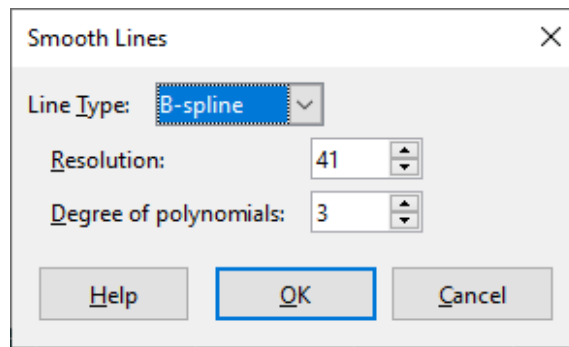 Smooth Lines
Line Type: B-spline
Resolution: 41
Degree of polynomials: 3
Help OK Cancel